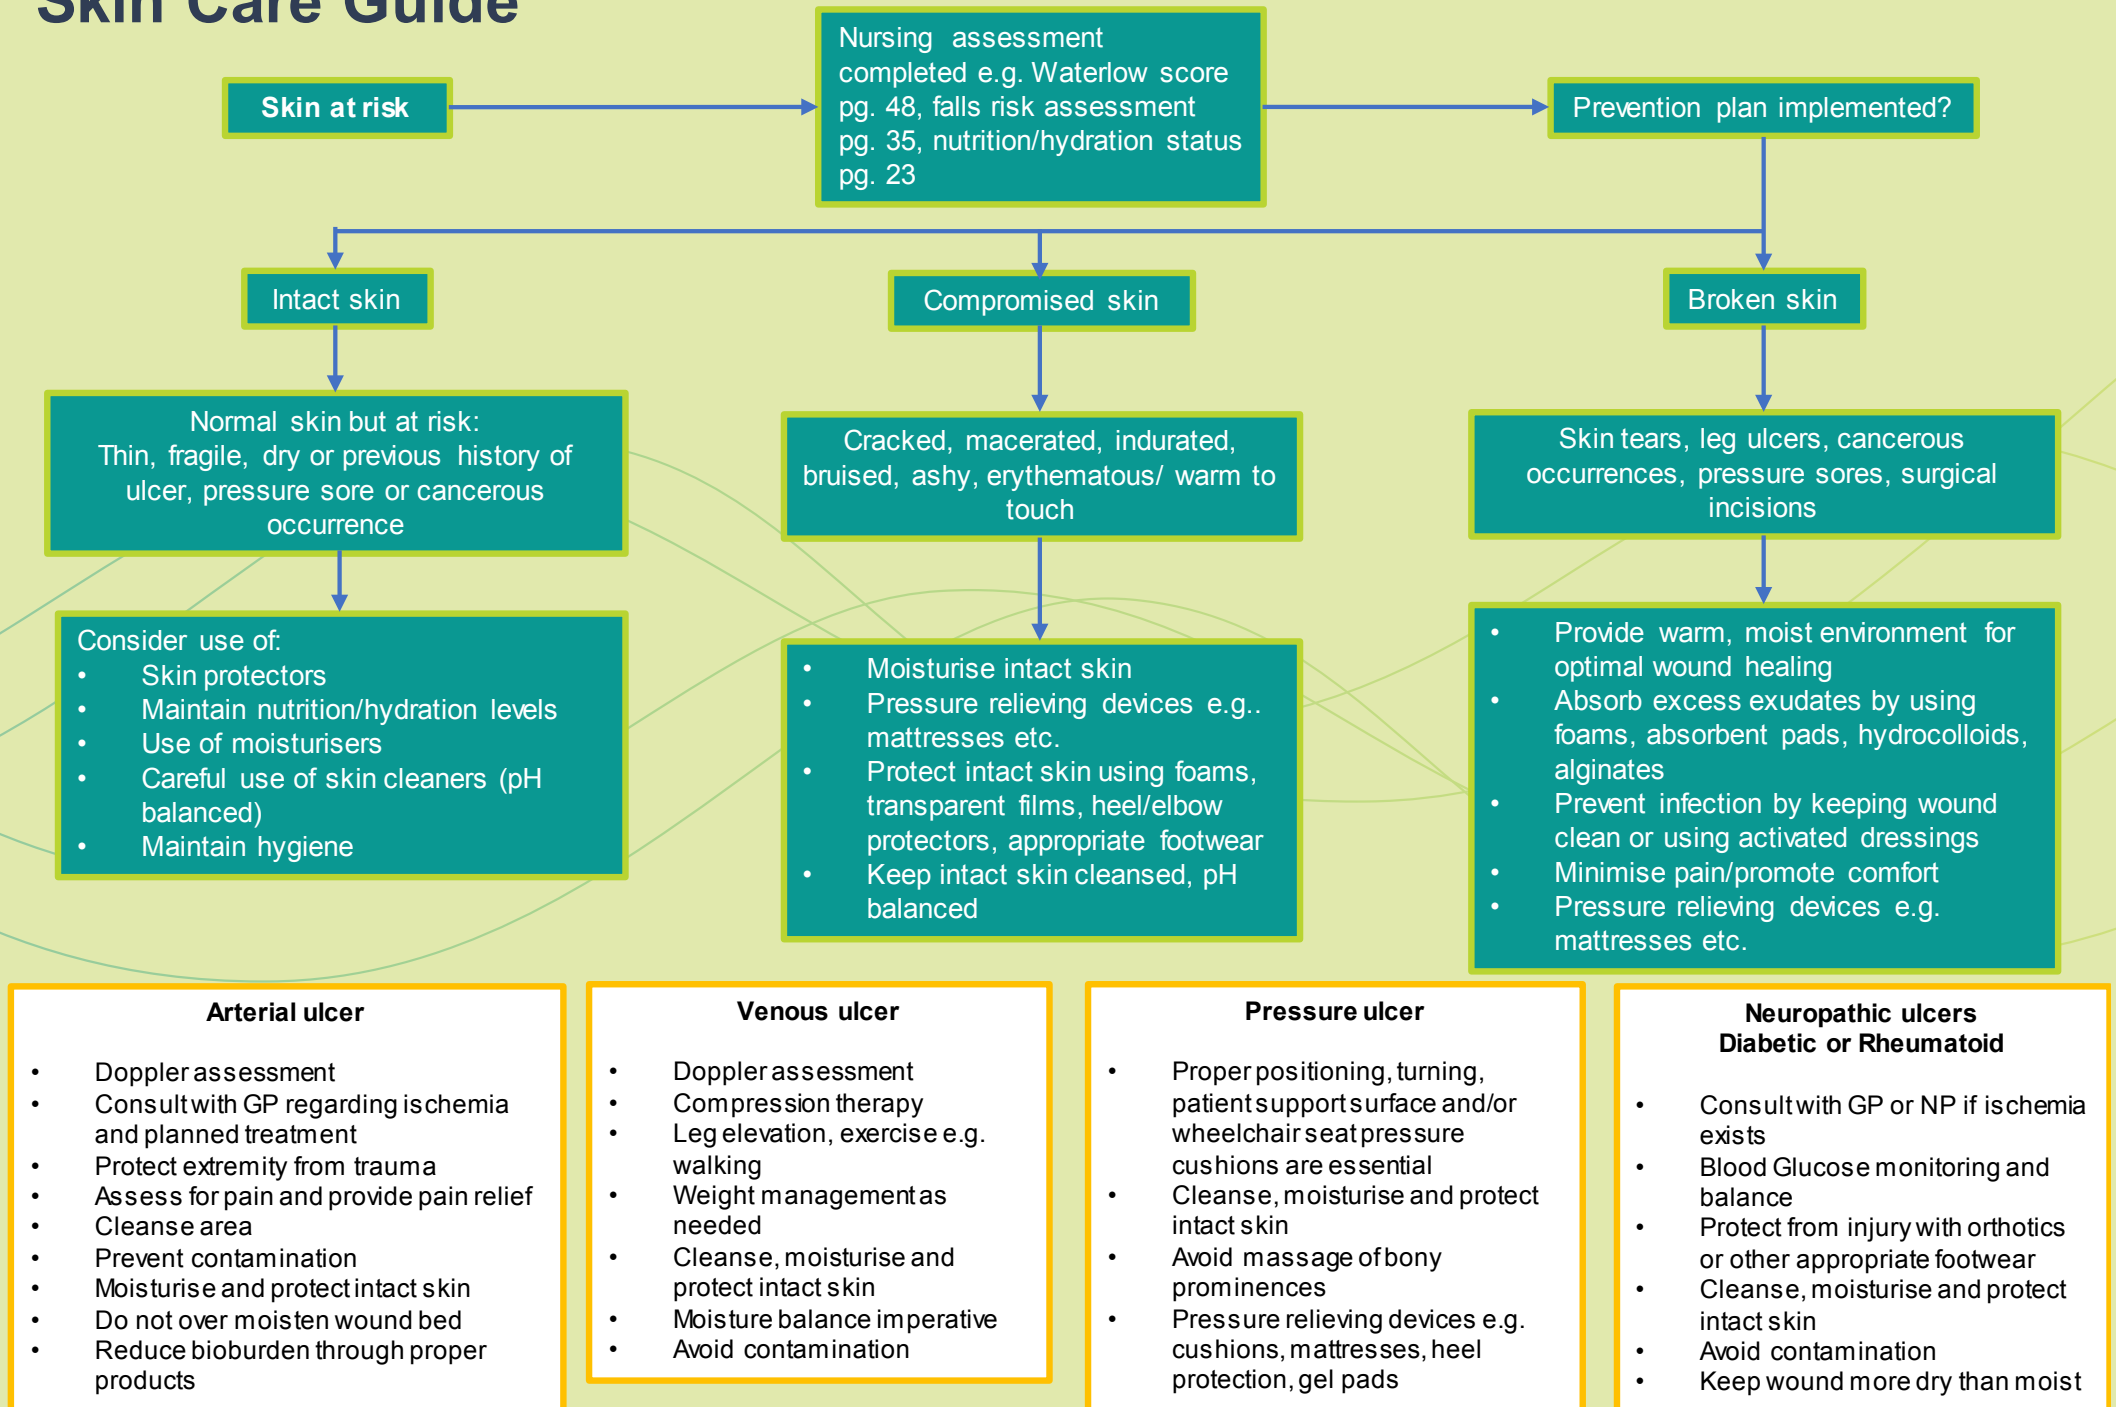 Skin Care Guide
Skin at risk
Nursing assessment
completed e.g. Waterlow score
pg. 48, falls risk assessment
pg. 35, nutrition/hydration status
pg. 23
Prevention plan implemented?
Intact skin
Compromised skin
Broken skin
Normal skin but at risk:
Thin, fragile, dry or previous history of
ulcer, pressure sore or cancerous
occurrence
Cracked, macerated, indurated,
bruised, ashy, erythematous/ warm to
touch
Skin tears, leg ulcers, cancerous
occurrences, pressure sores, surgical
incisions
Consider use of:
• Skin protectors
• Maintain nutrition/hydration levels
• Use of moisturisers
• Careful use of skin cleaners (pH
balanced)
• Maintain hygiene
• Moisturise intact skin
• Pressure relieving devices e.g..
mattresses etc.
• Protect intact skin using foams,
transparent films, heel/elbow
protectors, appropriate footwear
• Keep intact skin cleansed, pH
balanced
• Provide warm, moist environment for
optimal wound healing
• Absorb excess exudates by using
foams, absorbent pads, hydrocolloids,
alginates
• Prevent infection by keeping wound
clean or using activated dressings
• Minimise pain/promote comfort
• Pressure relieving devices e.g.
mattresses etc.
Arterial ulcer
• Doppler assessment
• Consult with GP regarding ischemia
and planned treatment
• Protect extremity from trauma
• Assess for pain and provide pain relief
• Cleanse area
• Prevent contamination
• Moisturise and protect intact skin
• Do not over moisten wound bed
• Reduce bioburden through proper
products
Venous ulcer
• Doppler assessment
• Compression therapy
• Leg elevation, exercise e.g.
walking
• Weight management as
needed
• Cleanse, moisturise and
protect intact skin
• Moisture balance imperative
• Avoid contamination
Pressure ulcer
• Proper positioning, turning,
patient support surface and/or
wheelchair seat pressure
cushions are essential
• Cleanse, moisturise and protect
intact skin
• Avoid massage of bony
prominences
• Pressure relieving devices e.g.
cushions, mattresses, heel
protection, gel pads
Neuropathic ulcers
Diabetic or Rheumatoid
• Consult with GP or NP if ischemia
exists
• Blood Glucose monitoring and
balance
• Protect from injury with orthotics
or other appropriate footwear
• Cleanse, moisturise and protect
intact skin
• Avoid contamination
• Keep wound more dry than moist